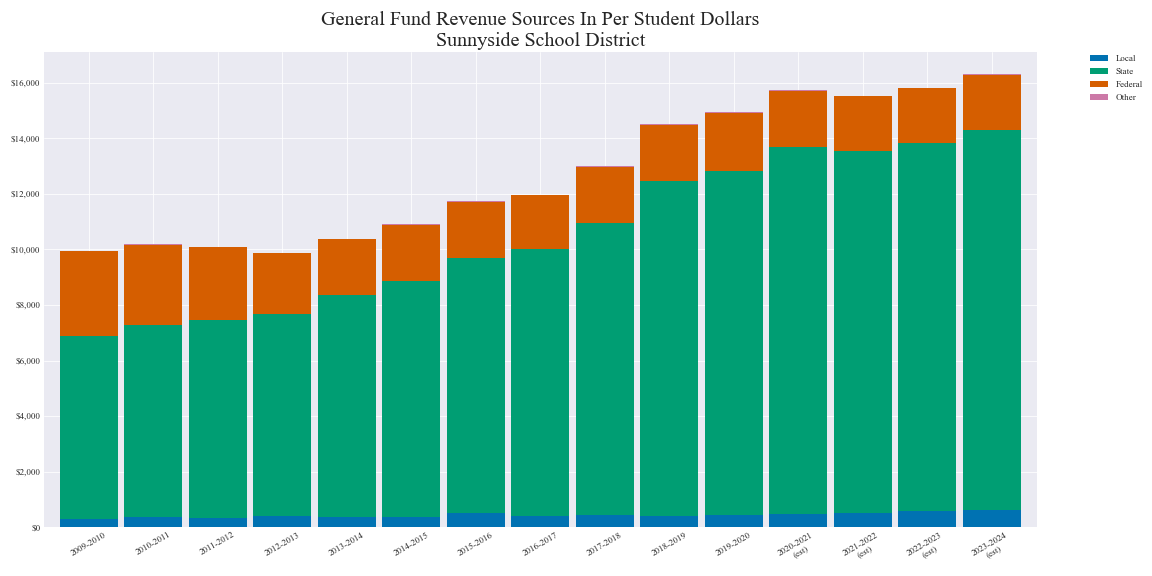 General Fund Revenue Sources In Per Student Dollars
Sunnyside School District
Local
State
Federal
Other
$16,000
$14,000
$12,000
$10,000
$8,000
$6,000
$4,000
$2,000
$0
2009-2010
2010-2011
2011-2012
2012-2013
2013-2014
2014-2015
2015-2016
2016-2017
2017-2018
2018-2019
2019-2020
2020-2021
(est)
2021-2022
(est)
2022-2023
(est)
2023-2024
(est)